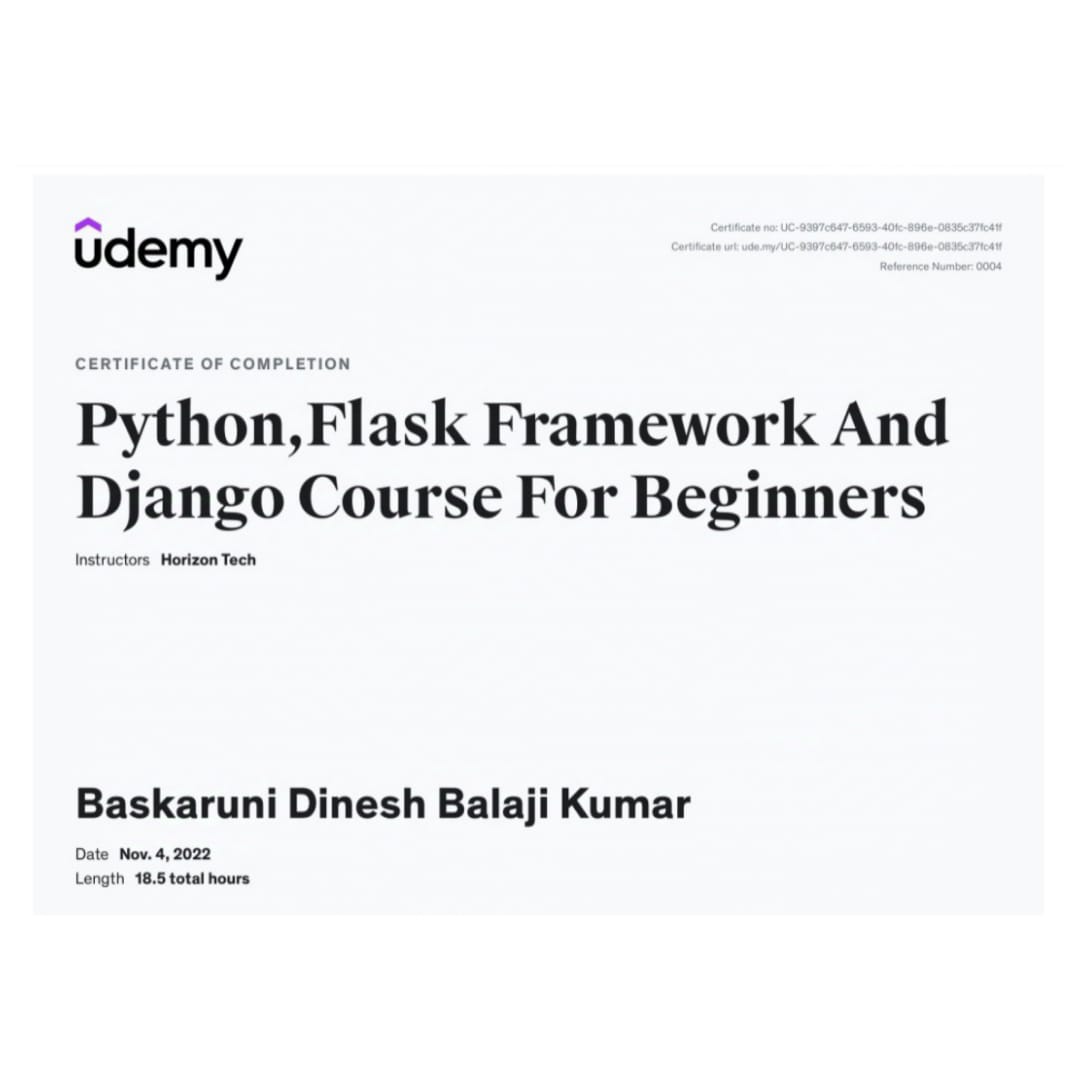 udemy
Certificate no: UC-9397c647-6593-40fc-896e-0835c37fc41f
Certificate url: ude.my/UC-9397c647-6593-40fc-896e-0835c37fc41f
Reference Number: 0004
CERTIFICATE OF COMPLETION
Python,Flask Framework And
Django Course For Beginners
Instructors Horizon Tech
Baskaruni Dinesh Balaji Kumar
Date Nov. 4, 2022
Length 18.5 total hours